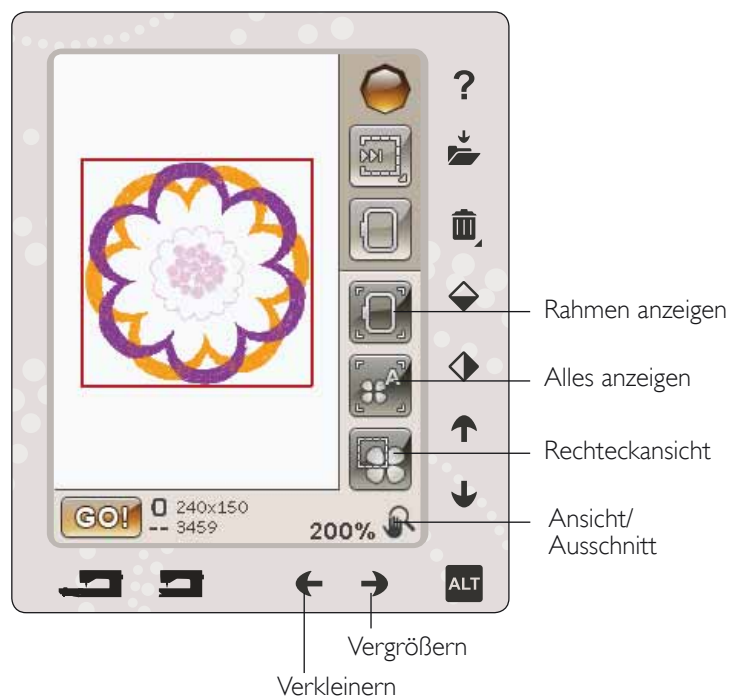 ?
A
Rahmen anzeigen
Alles anzeigen
Rechteckansicht
GO! 240x150
-- 3459
200%
Ansicht/
Ausschnitt
ALT
Vergrößern
Verkleinern